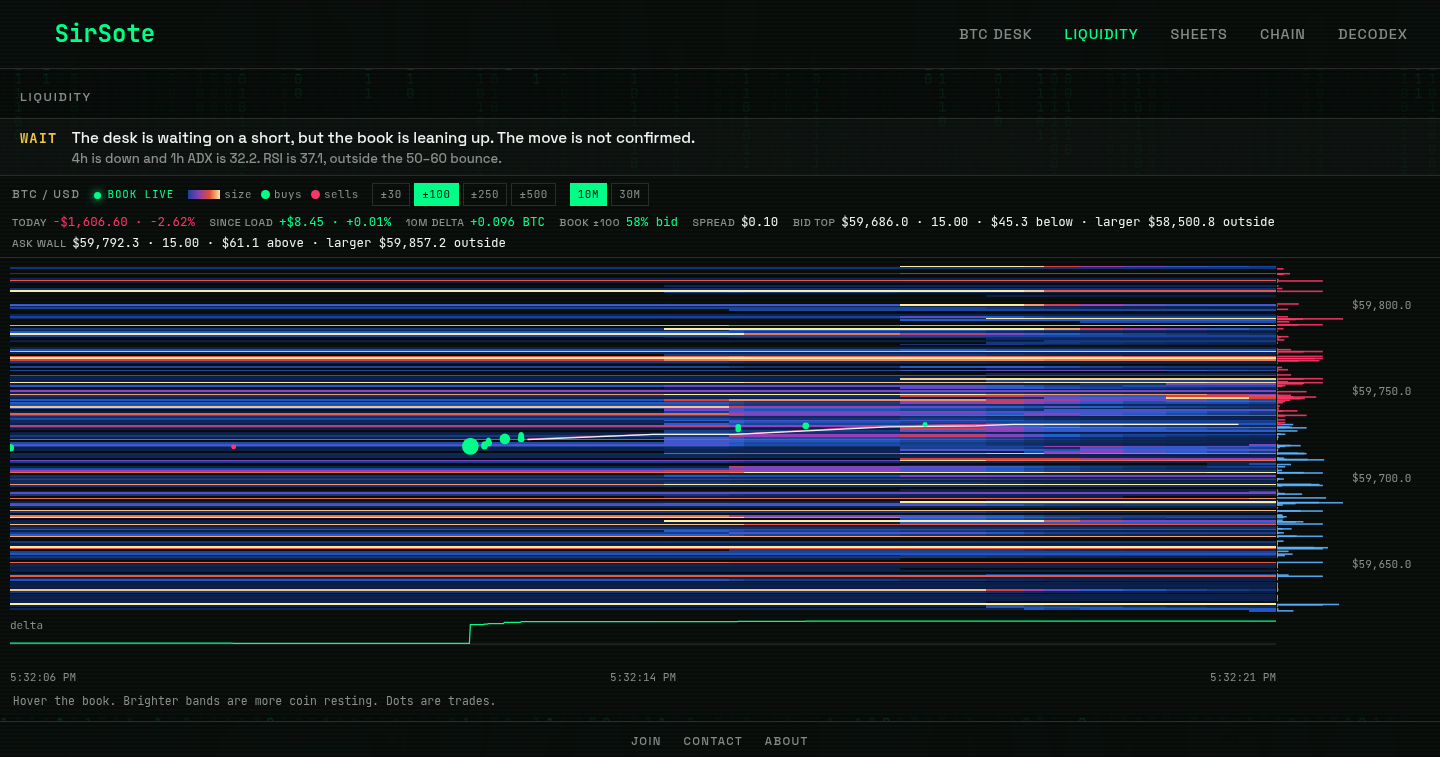 SirSote
BTC DESK LIQUIDITY SHEETS CHAIN DECODEX
LIQUIDITY
WAIT The desk is waiting on a short, but the book is leaning up. The move is not confirmed.
4h is down and 1h ADX is 32.2. RSI is 37.1, outside the 50–60 bounce.
BTC / USD BOOK LIVE size buys sells ±30 ±100 ±250 ±500 10M 30M
TODAY -$1,606.60 · -2.62% SINCE LOAD +$8.45 · +0.01% 10M DELTA +0.096 BTC BOOK ±100 58% bid SPREAD $0.10 BID TOP $59,686.0 · 15.00 · $45.3 below · larger $58,500.8 outside
ASK WALL $59,792.3 · 15.00 · $61.1 above · larger $59,857.2 outside
$59,800.0
$59,750.0
$59,700.0
$59,650.0
delta
5:32:06 PM 5:32:14 PM 5:32:21 PM
Hover the book. Brighter bands are more coin resting. Dots are trades.
JOIN CONTACT ABOUT